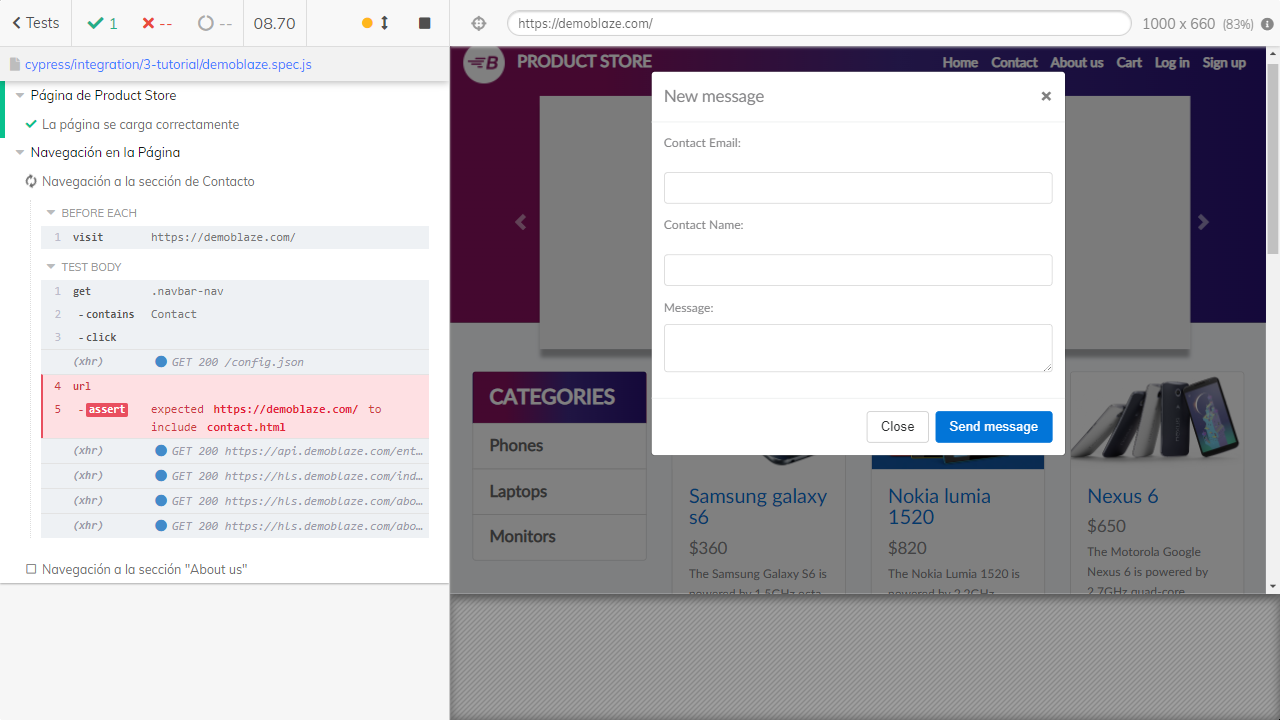 Tests
1
--
--
08.70
https://demoblaze.com/
1000 x 660 (83%)
cypress/integration/3-tutorial/demoblaze.spec.js
Página de Product Store
La página se carga correctamente
Navegación en la Página
Navegación a la sección de Contacto
BEFORE EACH
1 visit https://demoblaze.com/
TEST BODY
1 get .navbar-nav
2 -contains Contact
3 -click
(xhr) GET 200 /config.json
4 url
5 -assert expected https://demoblaze.com/ to
include contact.html
(xhr) GET 200 https://api.demoblaze.com/ent...
(xhr) GET 200 https://hls.demoblaze.com/ind...
(xhr) GET 200 https://hls.demoblaze.com/abo...
(xhr) GET 200 https://hls.demoblaze.com/abo...
Navegación a la sección "About us"
PRODUCT STORE
Home Contact About us Cart Log in Sign up
New message
×
Contact Email:
Contact Name:
Message:
Close Send message
CATEGORIES
Phones
Laptops
Monitors
Samsung galaxy
s6
$360
The Samsung Galaxy S6 is
powered by 1.5GHz octa-
Nokia lumia
1520
$820
The Nokia Lumia 1520 is
powered by 2.2GHz
Nexus 6
$650
The Motorola Google
Nexus 6 is powered by
2.7GHz quad-core